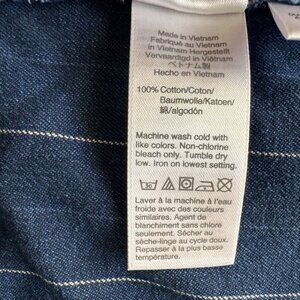 Made in Vietnam
Fabriqué au Vietnam
in Vietnam Hergestellt
Vervaardigd in Vietnam
ベトナム製
Hecho en Vietnam
100% Cotton/Coton/
Baumwolle/Katoen/
綿/algodón
Machine wash cold with
like colors. Non-chlorine
bleach only. Tumble dry
low. Iron on lowest setting.
Laver à la machine à l'eau
froide avec des couleurs
similaires. Agent de
blanchiment sans chlore
seulement. Sécher au
sèche-linge au cycle doux.
Repasser à la plus basse
température.